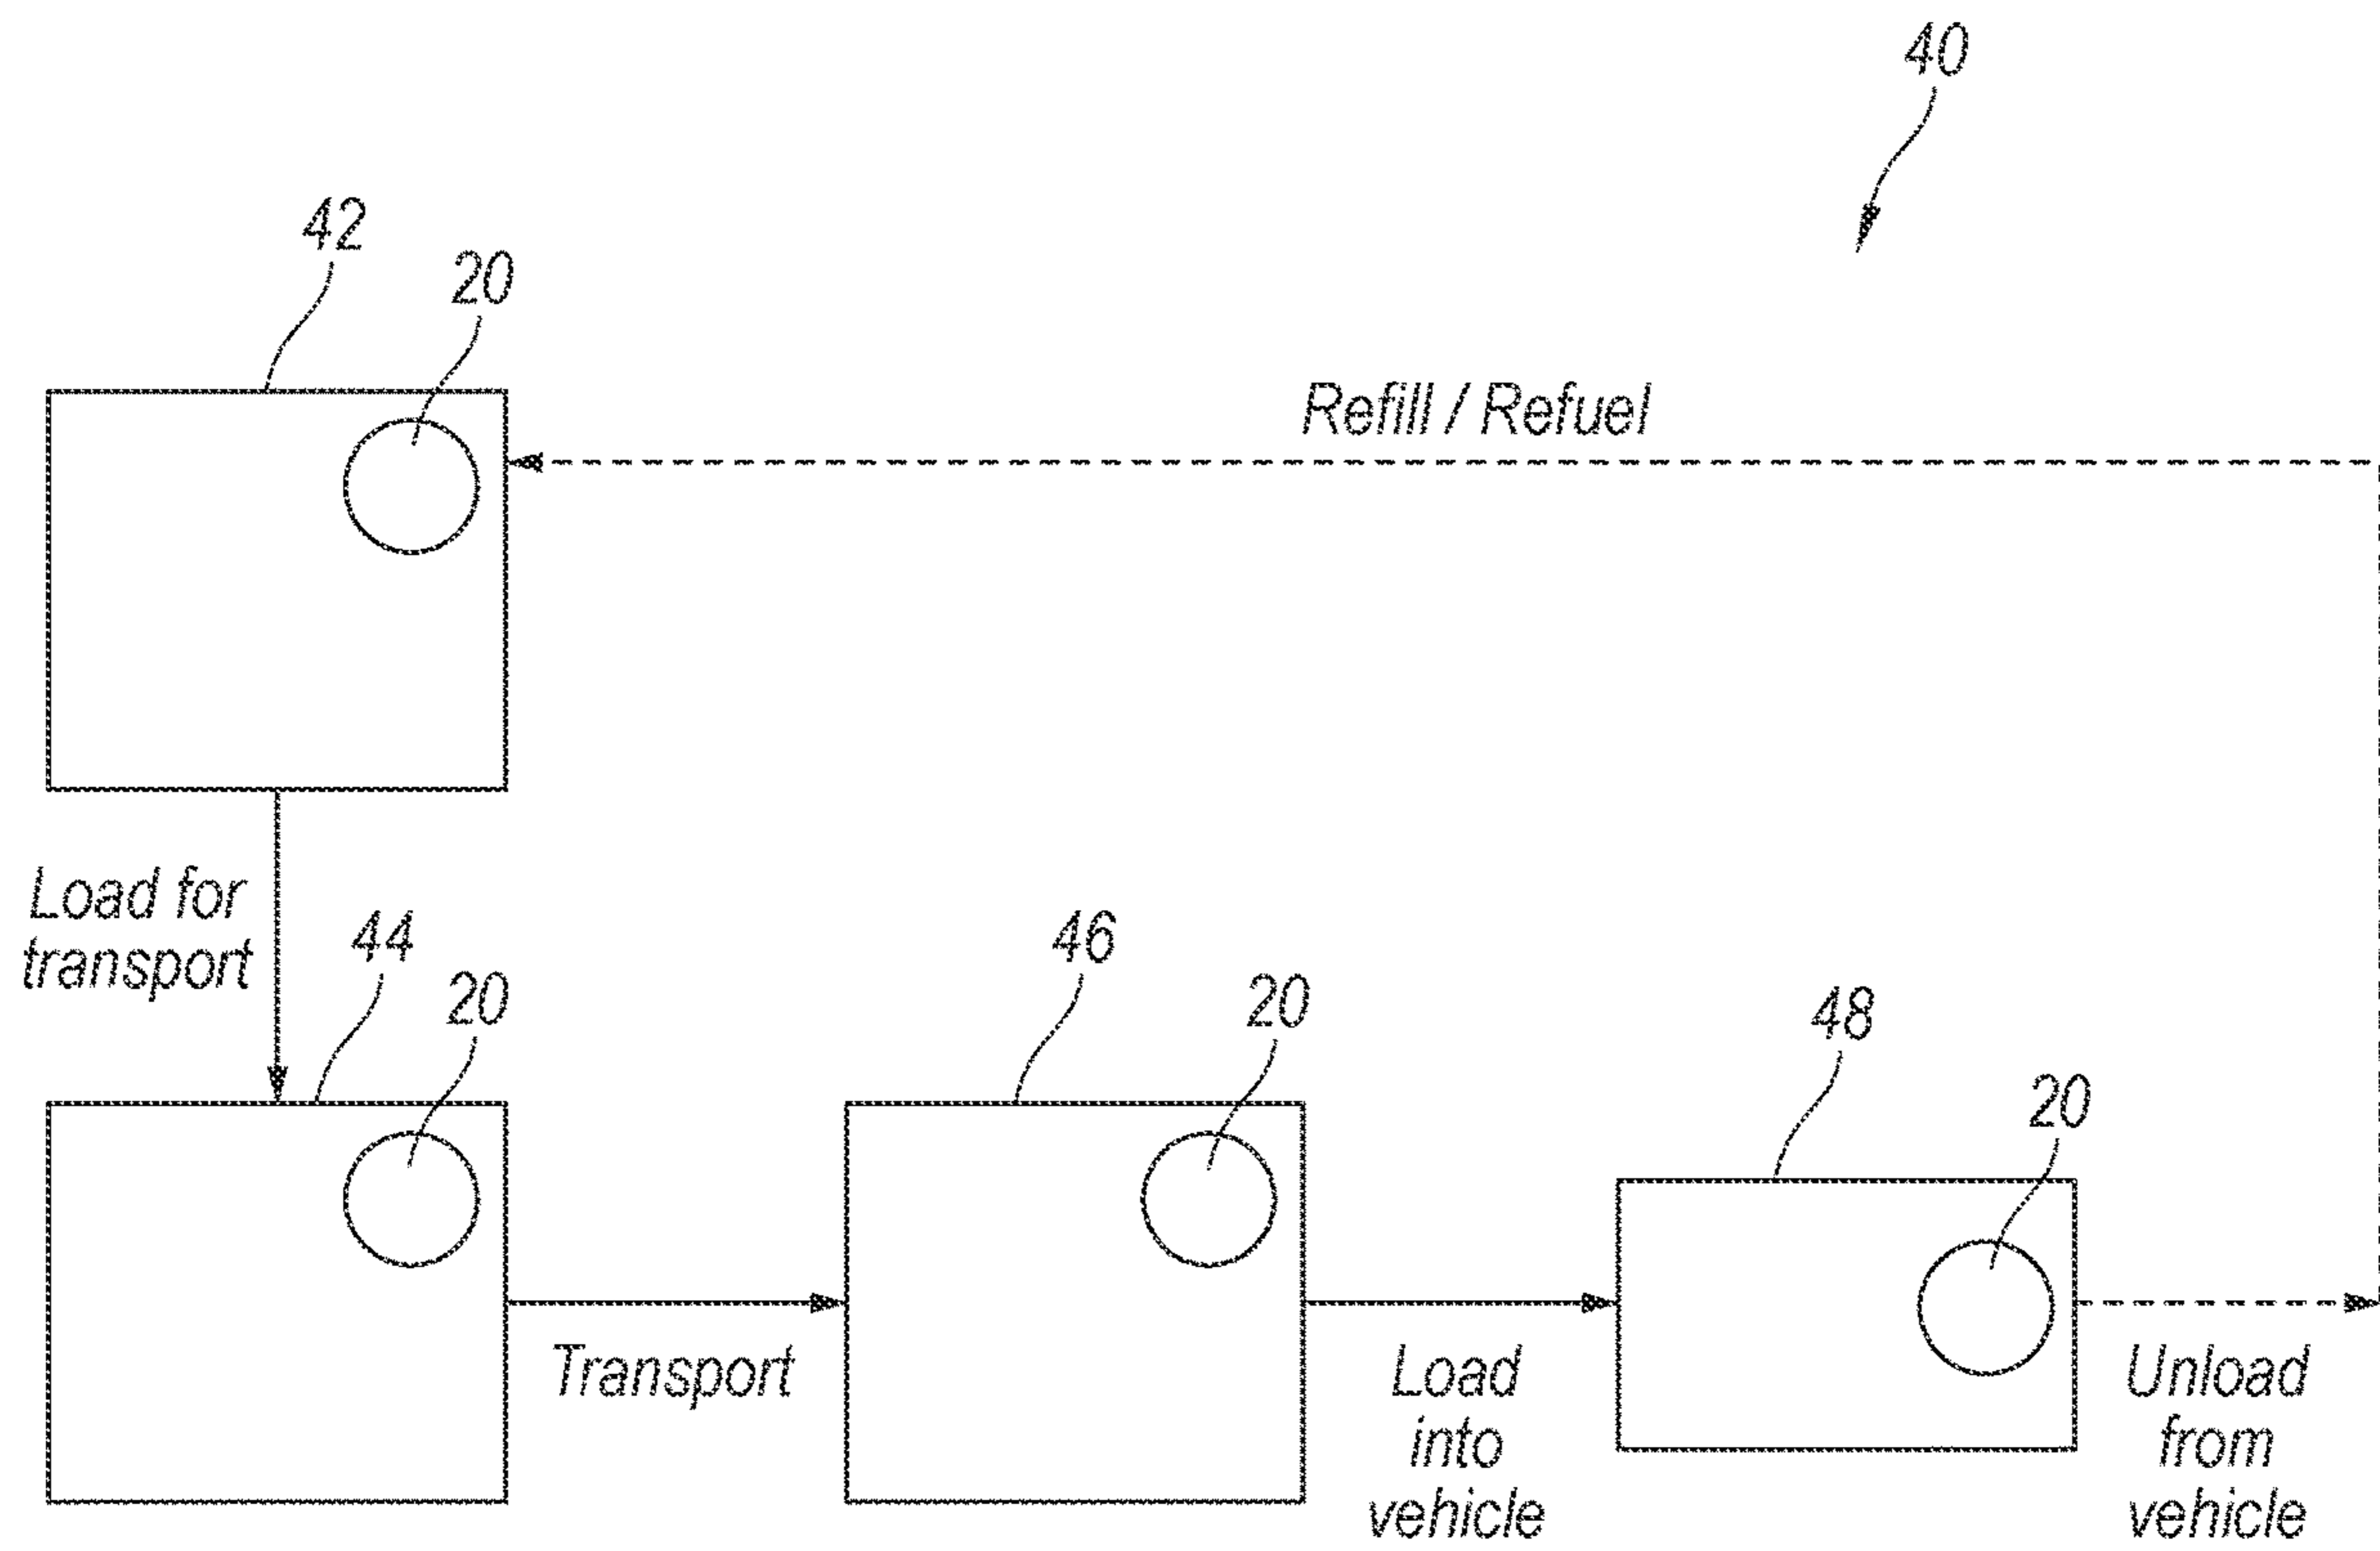 40
42
20
Refill / Refuel
Load for
transport
44
20
46
20
48
20
Transport
Load
into
vehicle
Unload
from
vehicle